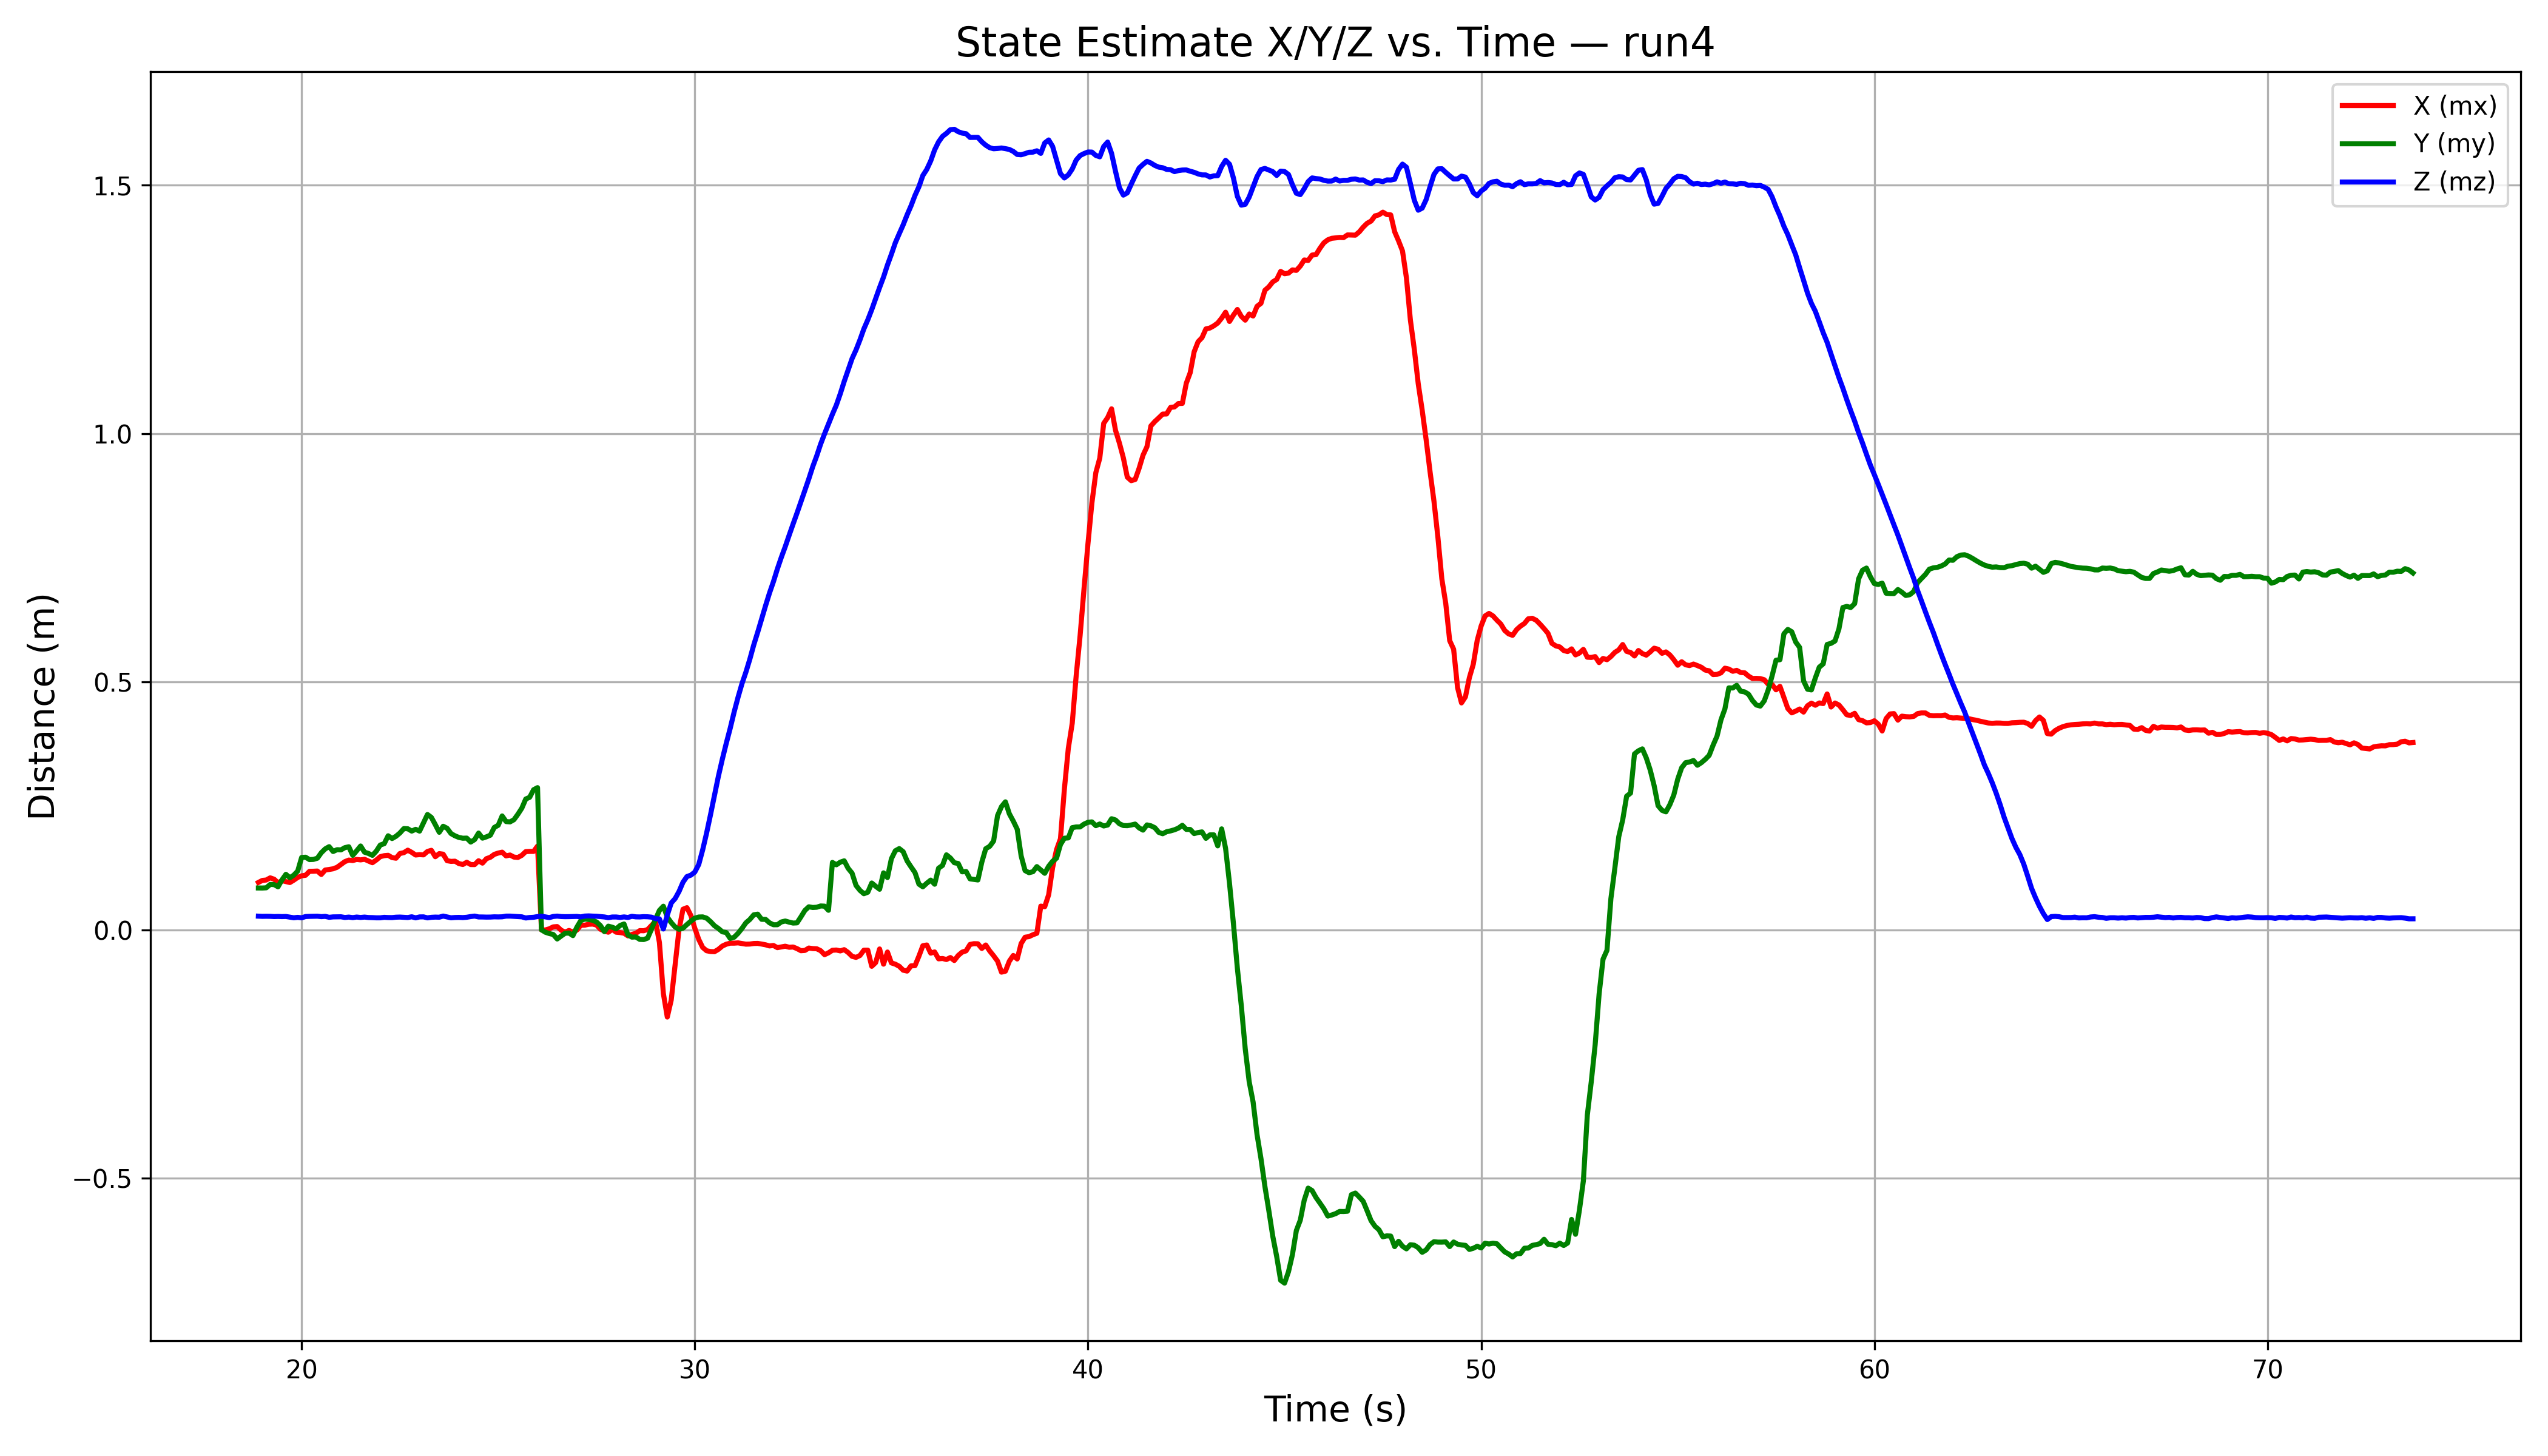 State Estimate X/Y/Z vs. Time — run4
X (mx)
Y (my)
Z (mz)
Distance (m)
1.5
1.0
0.5
0.0
−0.5
20 30 40 50 60 70
Time (s)